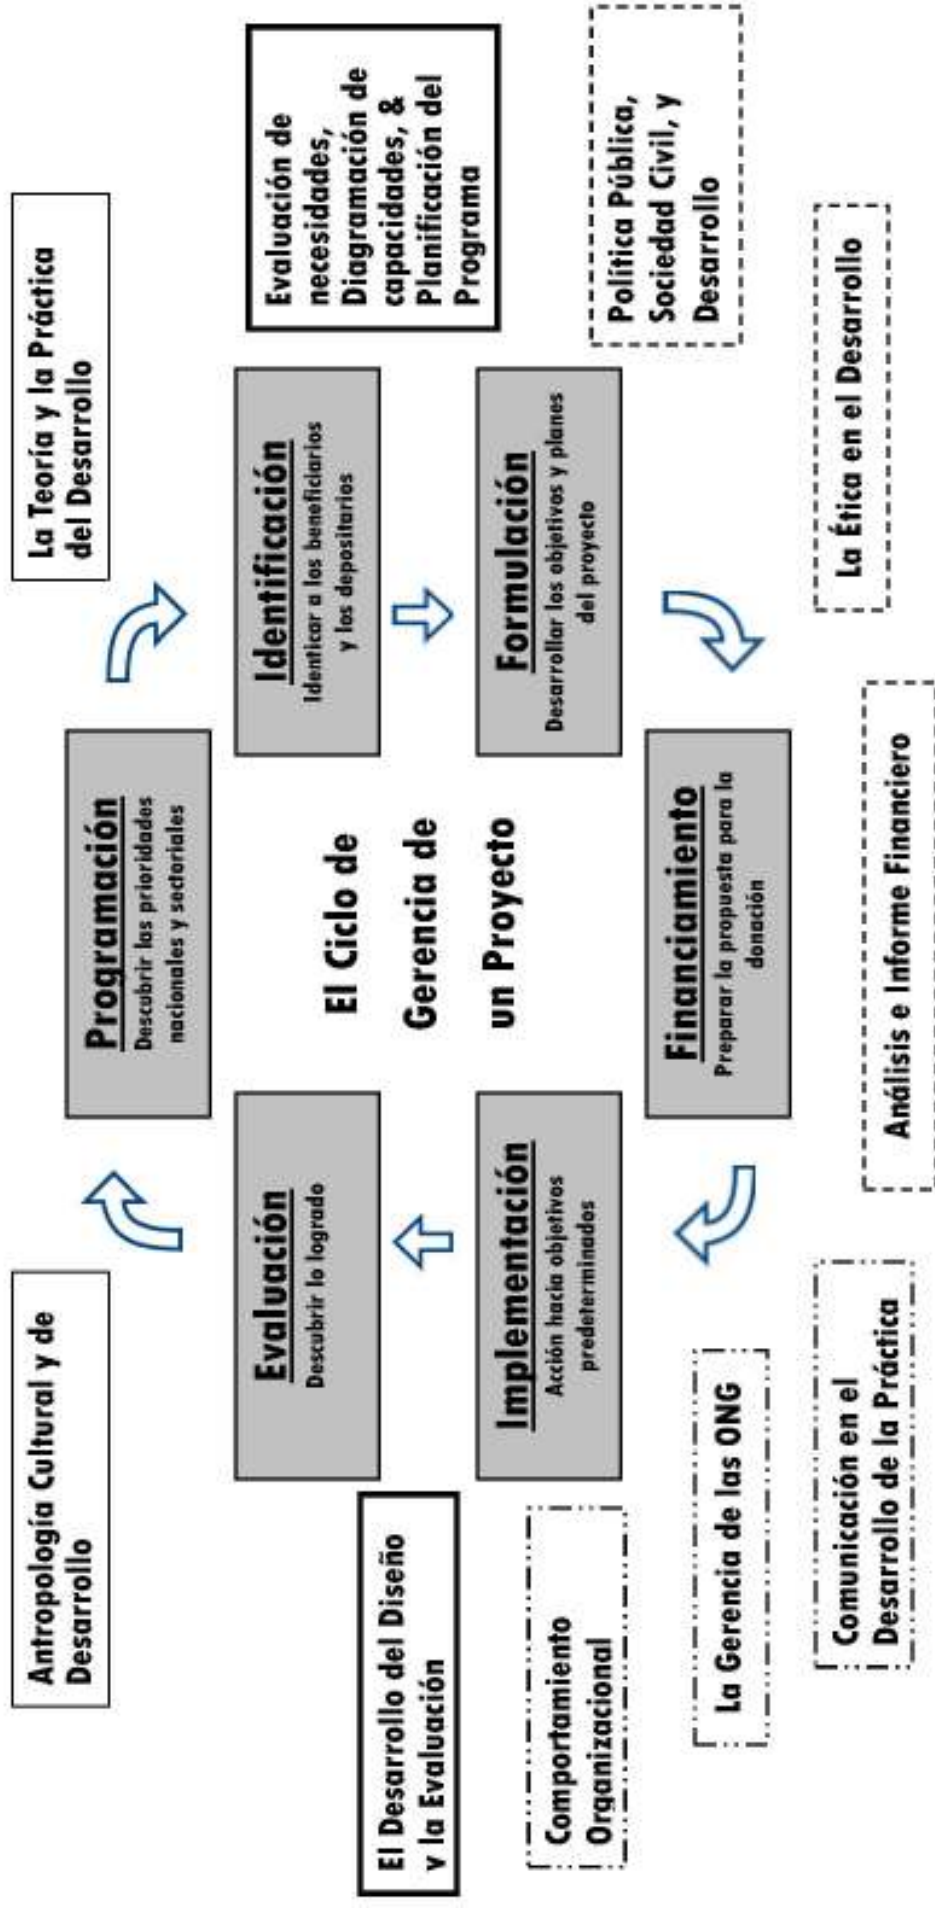 Antropología Cultural y de
Desarrollo
La Teoría y la Práctica
del Desarrollo
Programación
Descubrir las prioridades
nacionales y sectoriales
Evaluación
Descubrir lo logrado
Identificación
Identicar a los beneficiarios
y los depositarios
Evaluación de
necesidades,
Diagramación de
capacidades, &
Planificación del
Programa
El Ciclo de
Gerencia de
un Proyecto
El Desarrollo del Diseño
y la Evaluación
Implementación
Acción hacia objetivos
predeterminados
Formulación
Desarrollar los objetivos y planes
del proyecto
Comportamiento
Organizacional
Política Pública,
Sociedad Civil, y
Desarrollo
Financiamiento
Preparar la propuesta para la
donación
La Gerencia de las ONG
Comunicación en el
Desarrollo de la Práctica
La Ética en el Desarrollo
Análisis e Informe Financiero